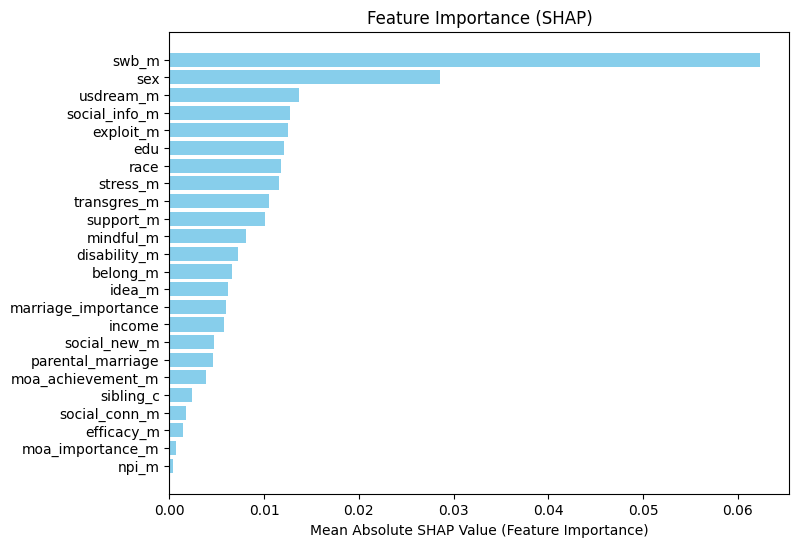 Feature Importance (SHAP)
swb_m
sex
usdream_m
social_info_m
exploit_m
edu
race
stress_m
transgres_m
support_m
mindful_m
disability_m
belong_m
idea_m
marriage_importance
income
social_new_m
parental_marriage
moa_achievement_m
sibling_c
social_conn_m
efficacy_m
moa_importance_m
npi_m
0.00 0.01 0.02 0.03 0.04 0.05 0.06
Mean Absolute SHAP Value (Feature Importance)